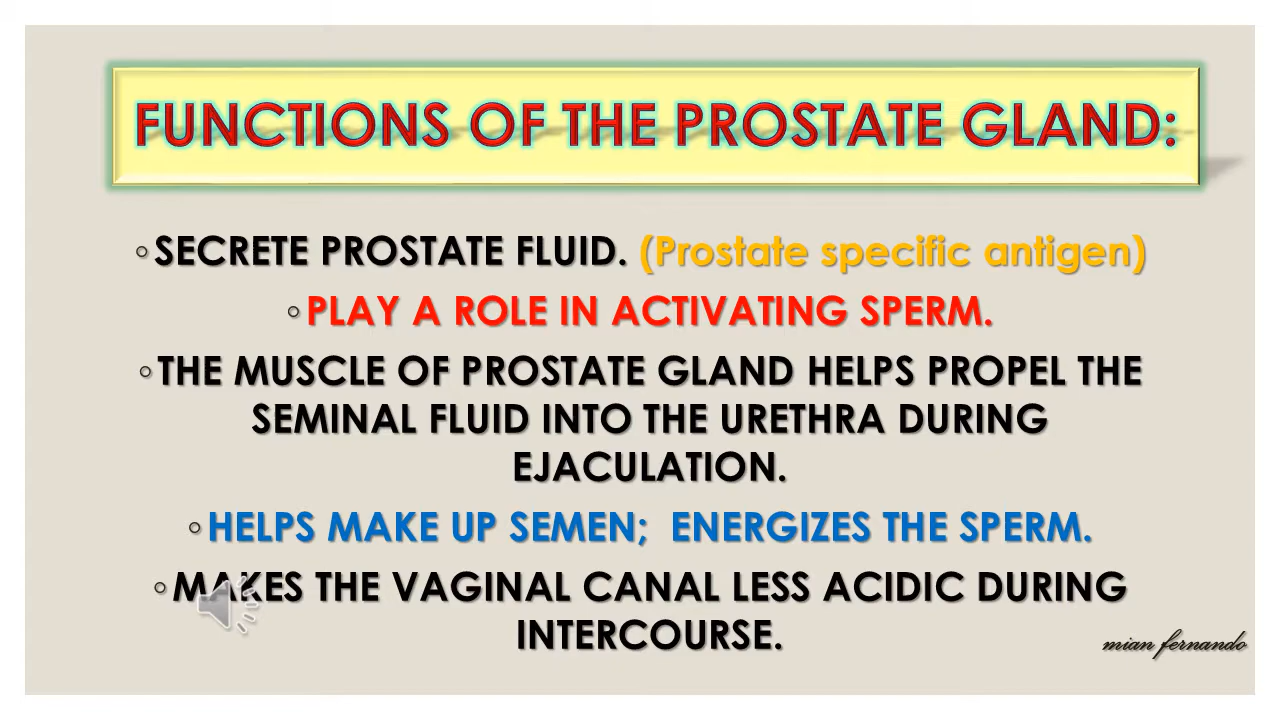 FUNCTIONS OF THE PROSTATE GLAND:
◦SECRETE PROSTATE FLUID. (Prostate specific antigen)
◦PLAY A ROLE IN ACTIVATING SPERM.
◦THE MUSCLE OF PROSTATE GLAND HELPS PROPEL THE
SEMINAL FLUID INTO THE URETHRA DURING
EJACULATION.
◦HELPS MAKE UP SEMEN;  ENERGIZES THE SPERM.
◦MAKES THE VAGINAL CANAL LESS ACIDIC DURING
INTERCOURSE.
mian fernando